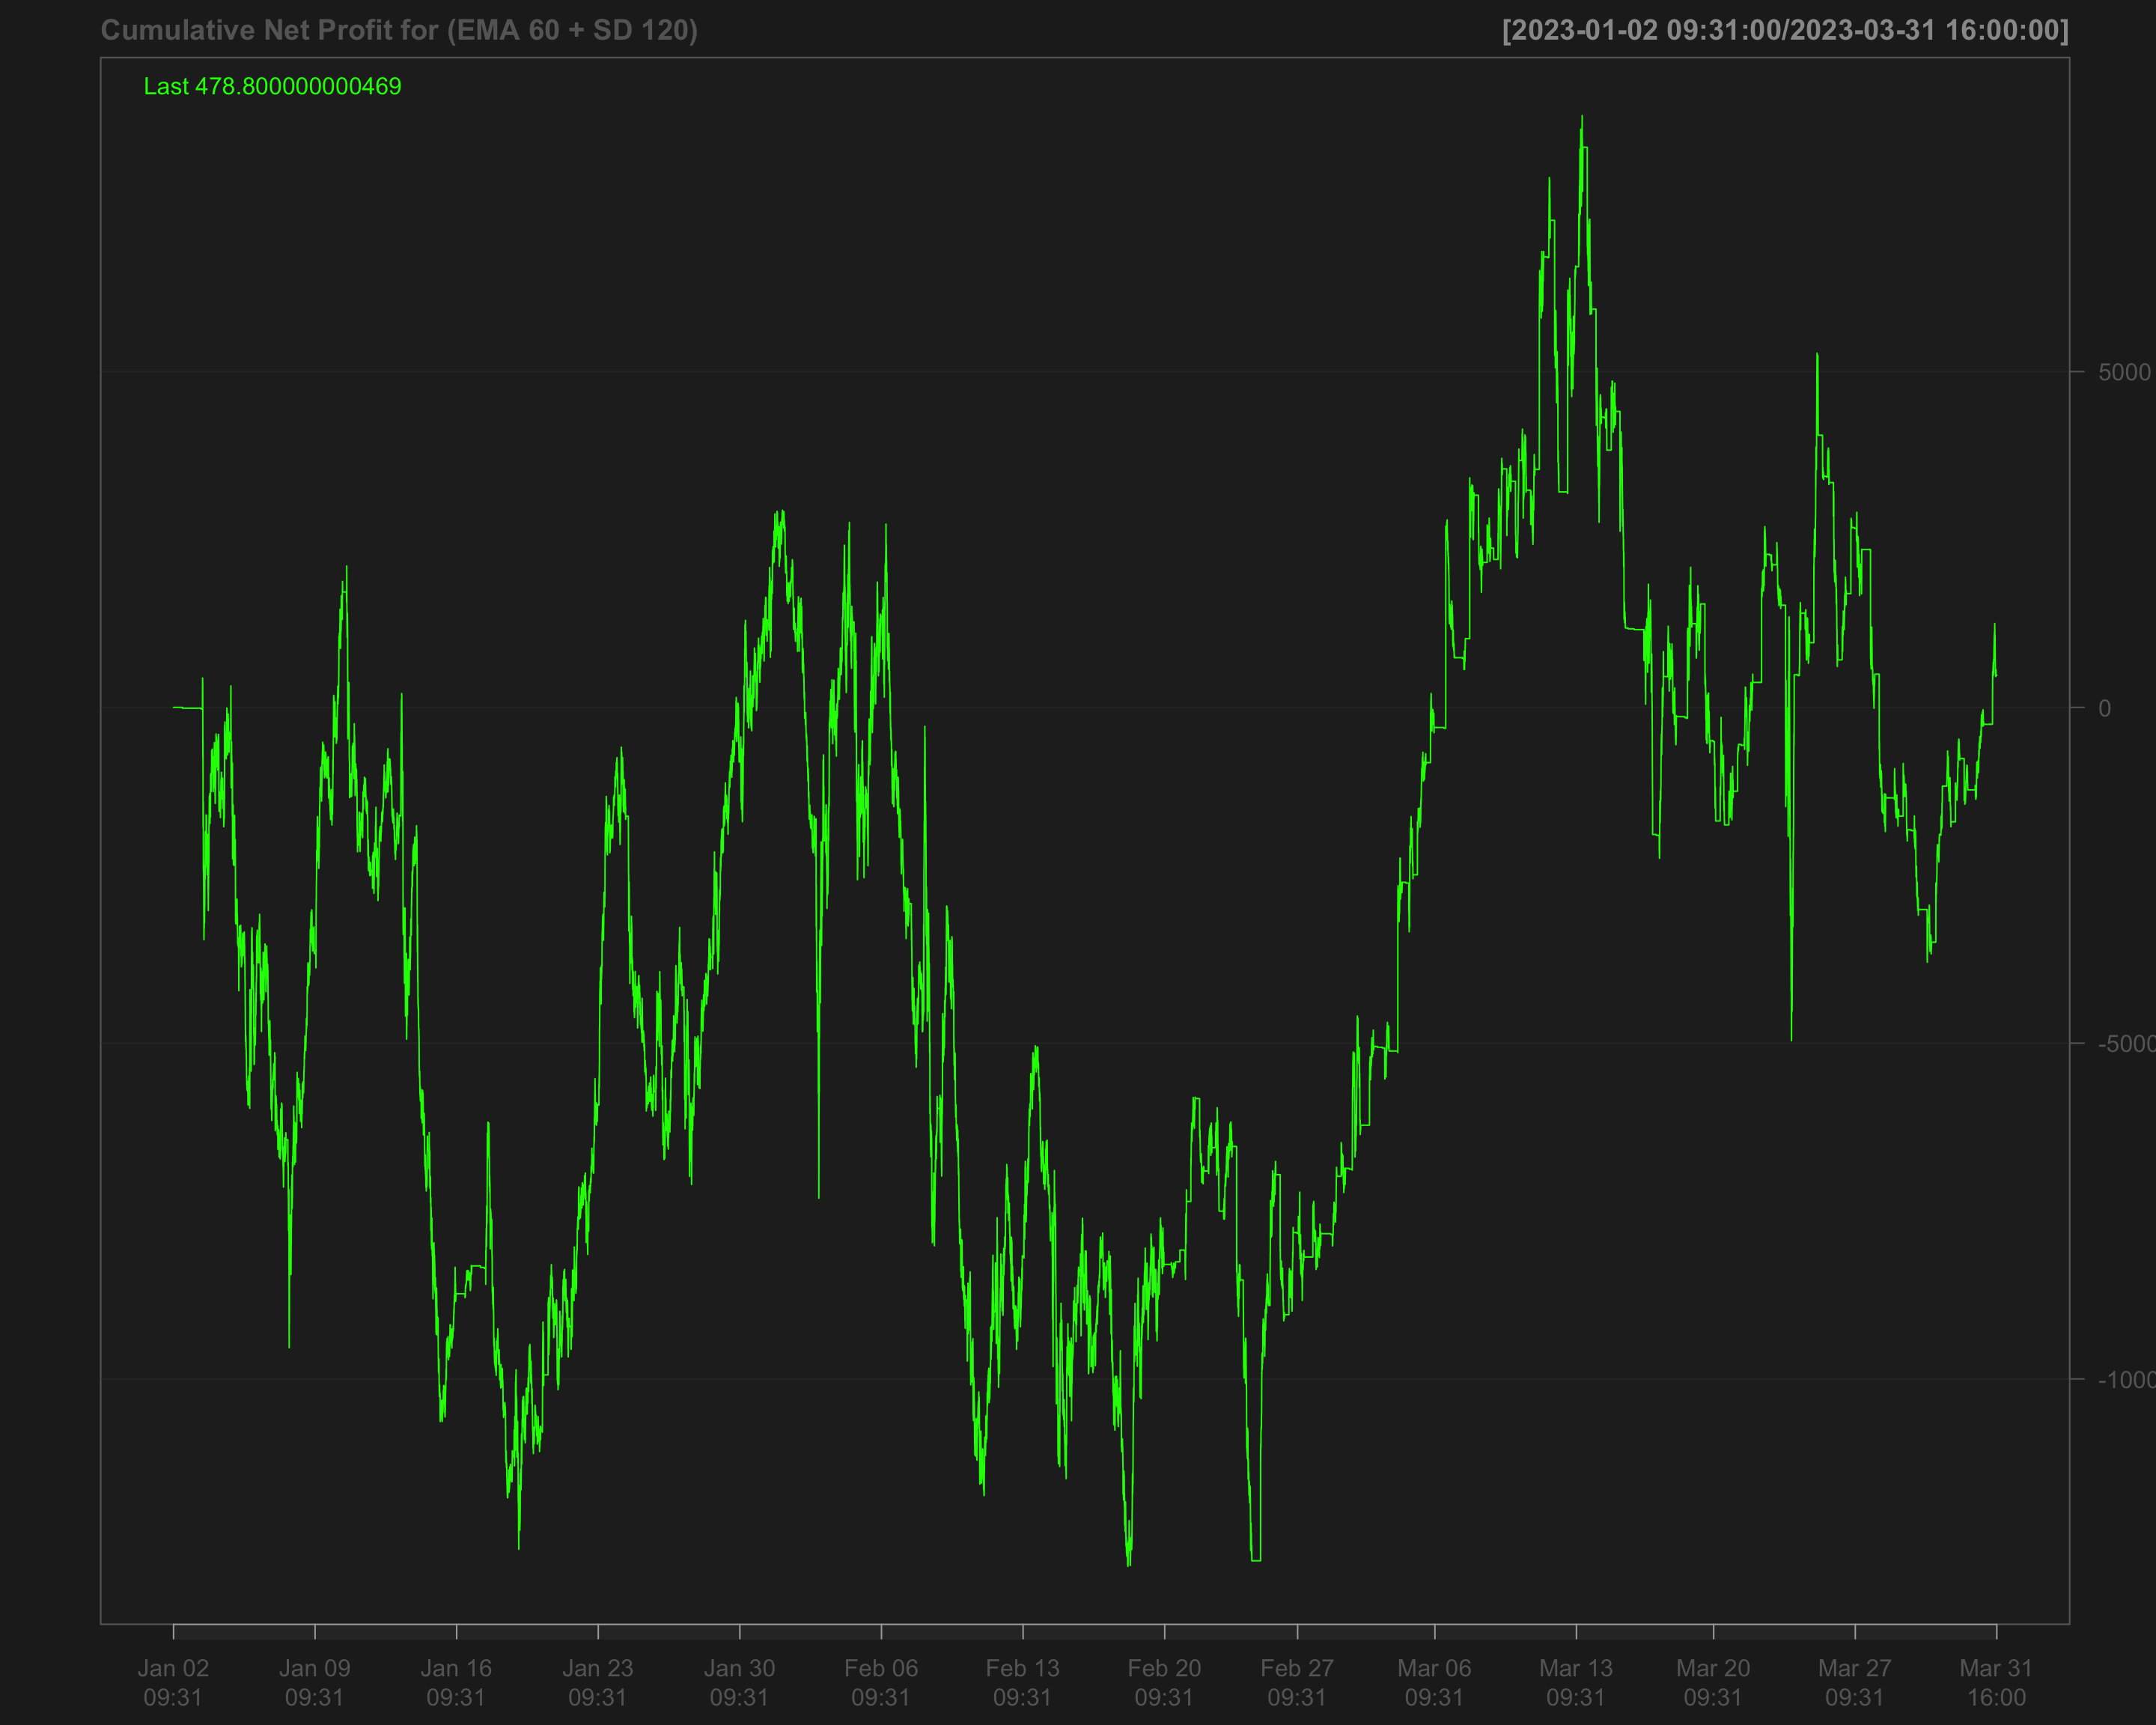 Cumulative Net Profit for (EMA 60 + SD 120)
[2023-01-02 09:31:00/2023-03-31 16:00:00]
Last 478.800000000469
5000
0
-5000
-1000
Jan 02 Jan 09 Jan 16 Jan 23 Jan 30 Feb 06 Feb 13 Feb 20 Feb 27 Mar 06 Mar 13 Mar 20 Mar 27 Mar 31
09:31 09:31 09:31 09:31 09:31 09:31 09:31 09:31 09:31 09:31 09:31 09:31 09:31 16:00